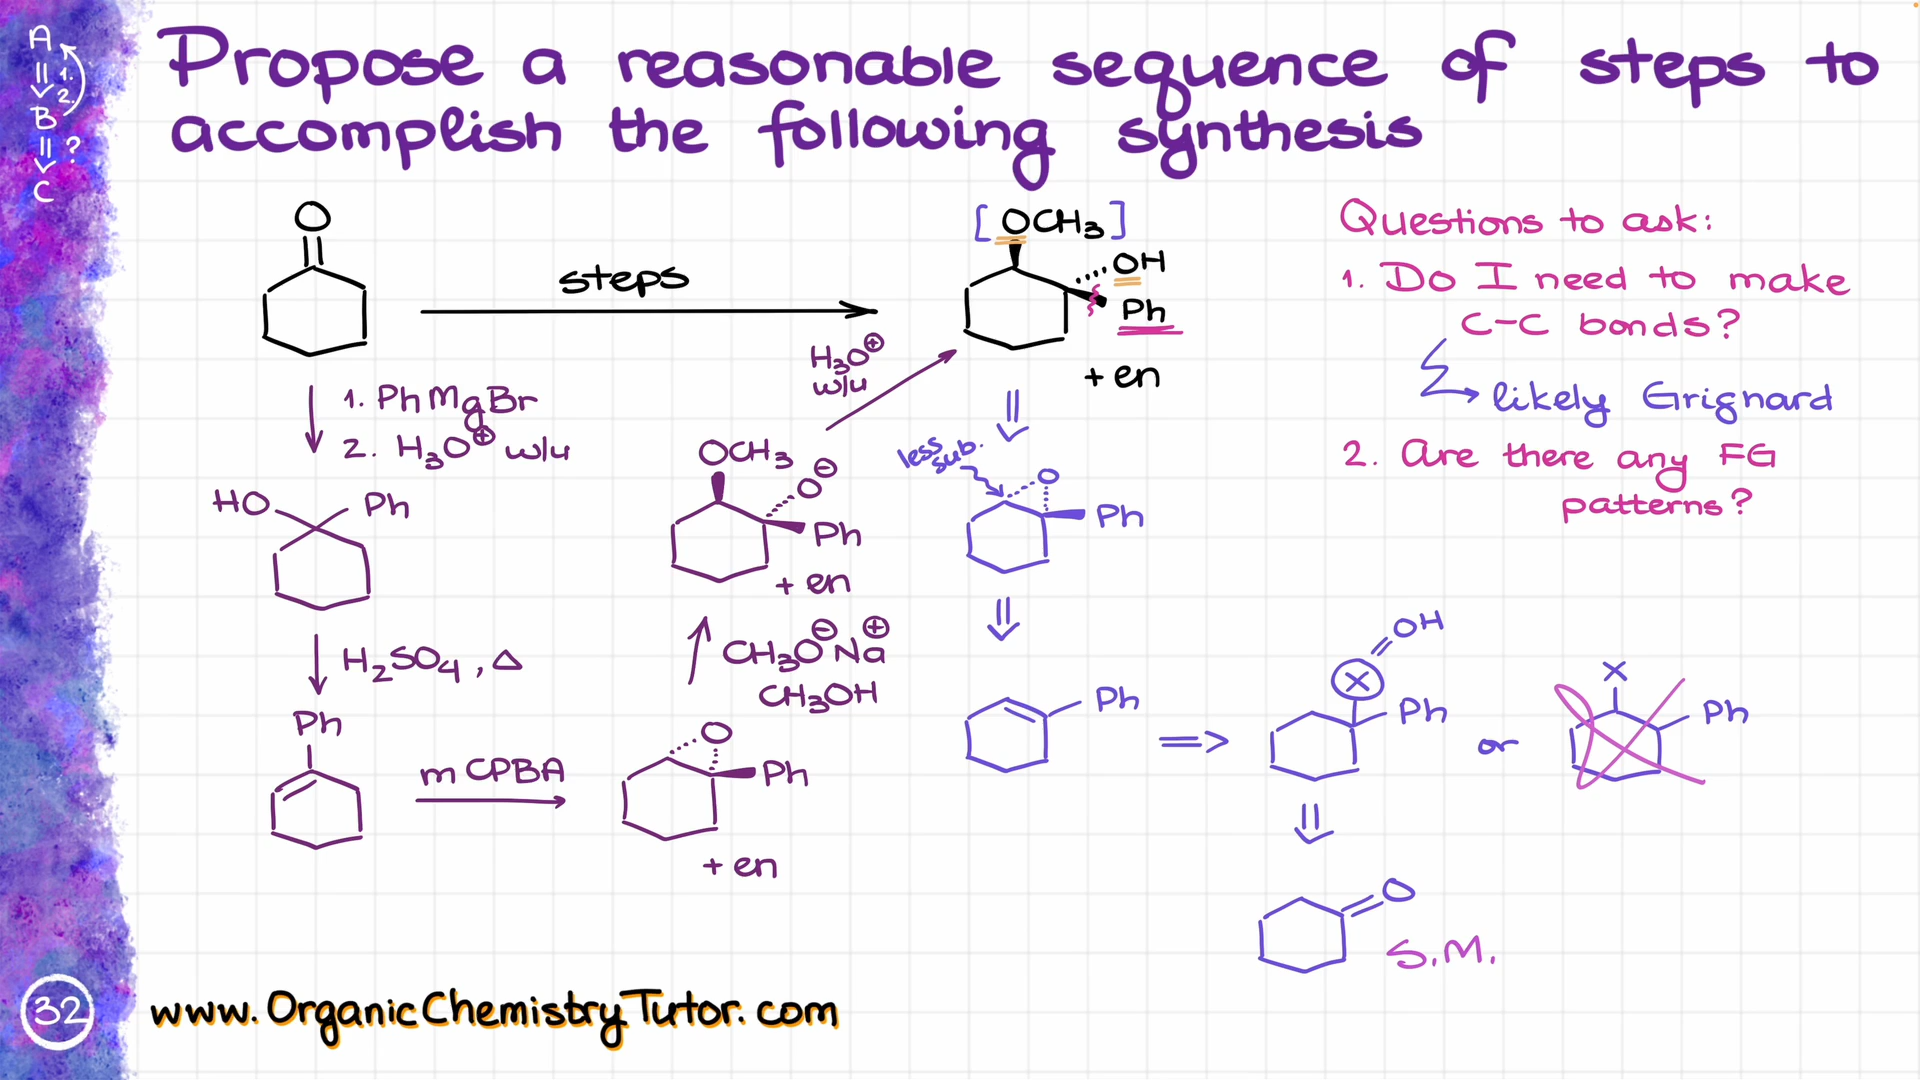 A
1.
2.
B
?
C
Propose a reasonable sequence of steps to
accomplish the following synthesis
O
steps
[OCH₃]
OH
Ph
+ en
Questions to ask:
1. Do I need to make
C-C bonds?
likely Grignard
2. Are there any FG
patterns?
1. PhMgBr
2. H₃O⊕ w/u
HO Ph
H₂SO₄, Δ
Ph
mCPBA
O
Ph
+ en
CH₃O⊖Na⊕
CH₃OH
OCH₃
O⊖
Ph
+ en
H₃O⊕
w/u
less sub.
O
Ph
Ph
OH
X
Ph
or
X
Ph
O
S.M.
32
www.OrganicChemistryTutor.com